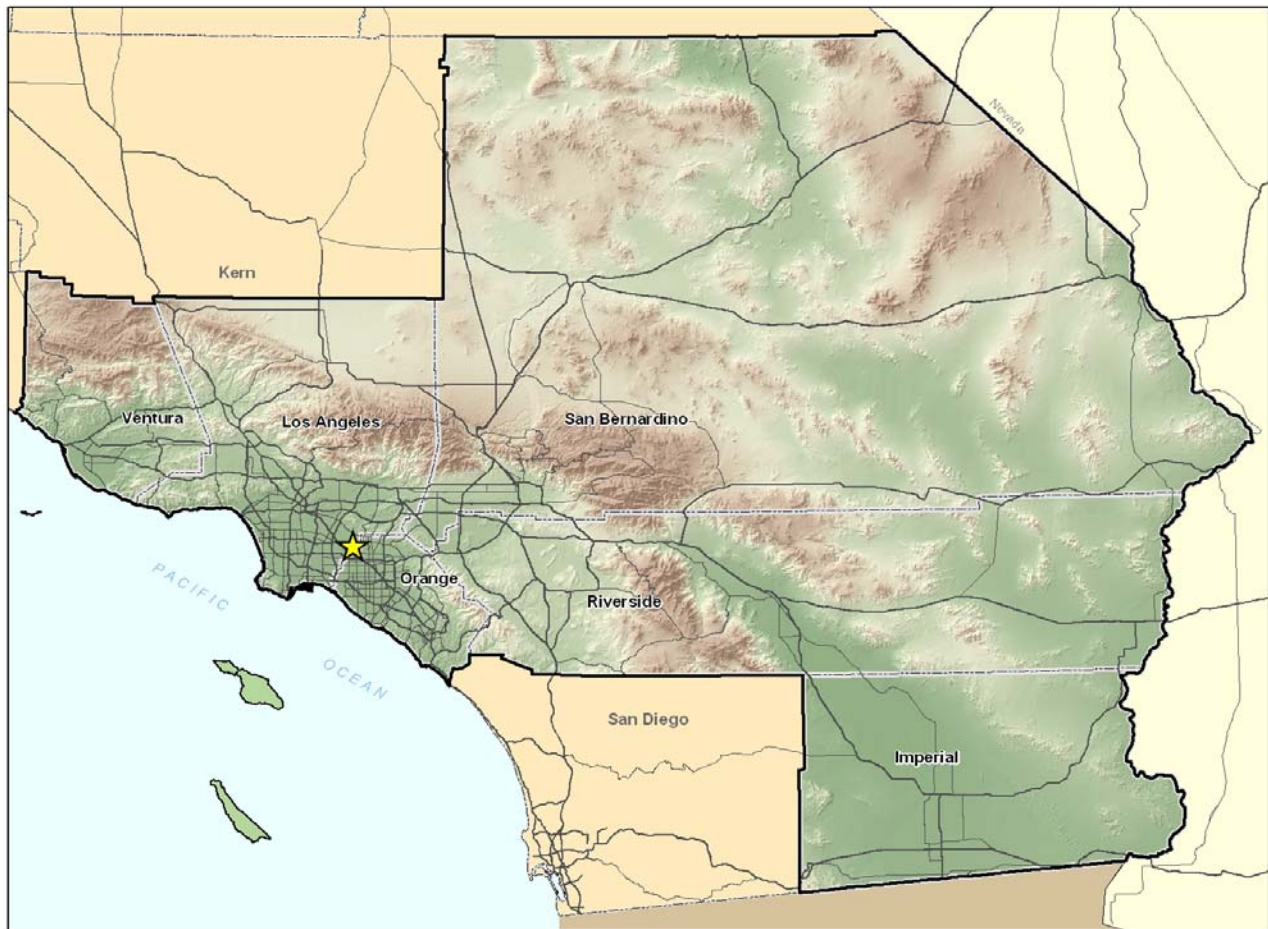 Nevada
Kern
Ventura
Los Angeles
San Bernardino
PACIFIC
Orange
Riverside
OCEAN
San Diego
Imperial